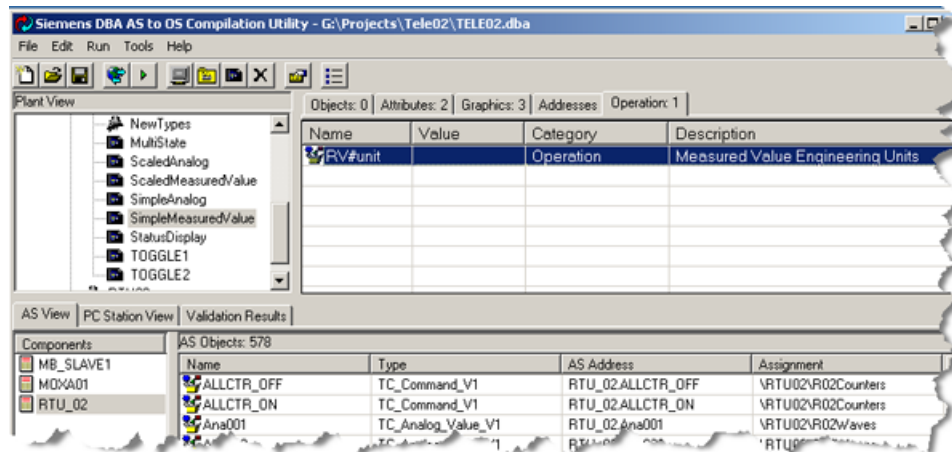 Siemens DBA AS to OS Compilation Utility - G:\Projects\Tele02\TELE02.dba
File Edit Run Tools Help
Plant View
NewTypes
MultiState
ScaledAnalog
ScaledMeasuredValue
SimpleAnalog
SimpleMeasuredValue
StatusDisplay
TOGGLE1
TOGGLE2
Objects: 0 Attributes: 2 Graphics: 3 Addresses Operation: 1
Name Value Category Description
RV#unit Operation Measured Value Engineering Units
AS View PC Station View Validation Results
Components
MB_SLAVE1
MOXA01
RTU_02
AS Objects: 578
Name Type AS Address Assignment
ALLCTR_OFF TC_Command_V1 RTU_02.ALLCTR_OFF \RTU02\R02Counters
ALLCTR_ON TC_Command_V1 RTU_02.ALLCTR_ON \RTU02\R02Counters
Ana001 TC_Analog_Value_V1 RTU_02.Ana001 \RTU02\R02Waves